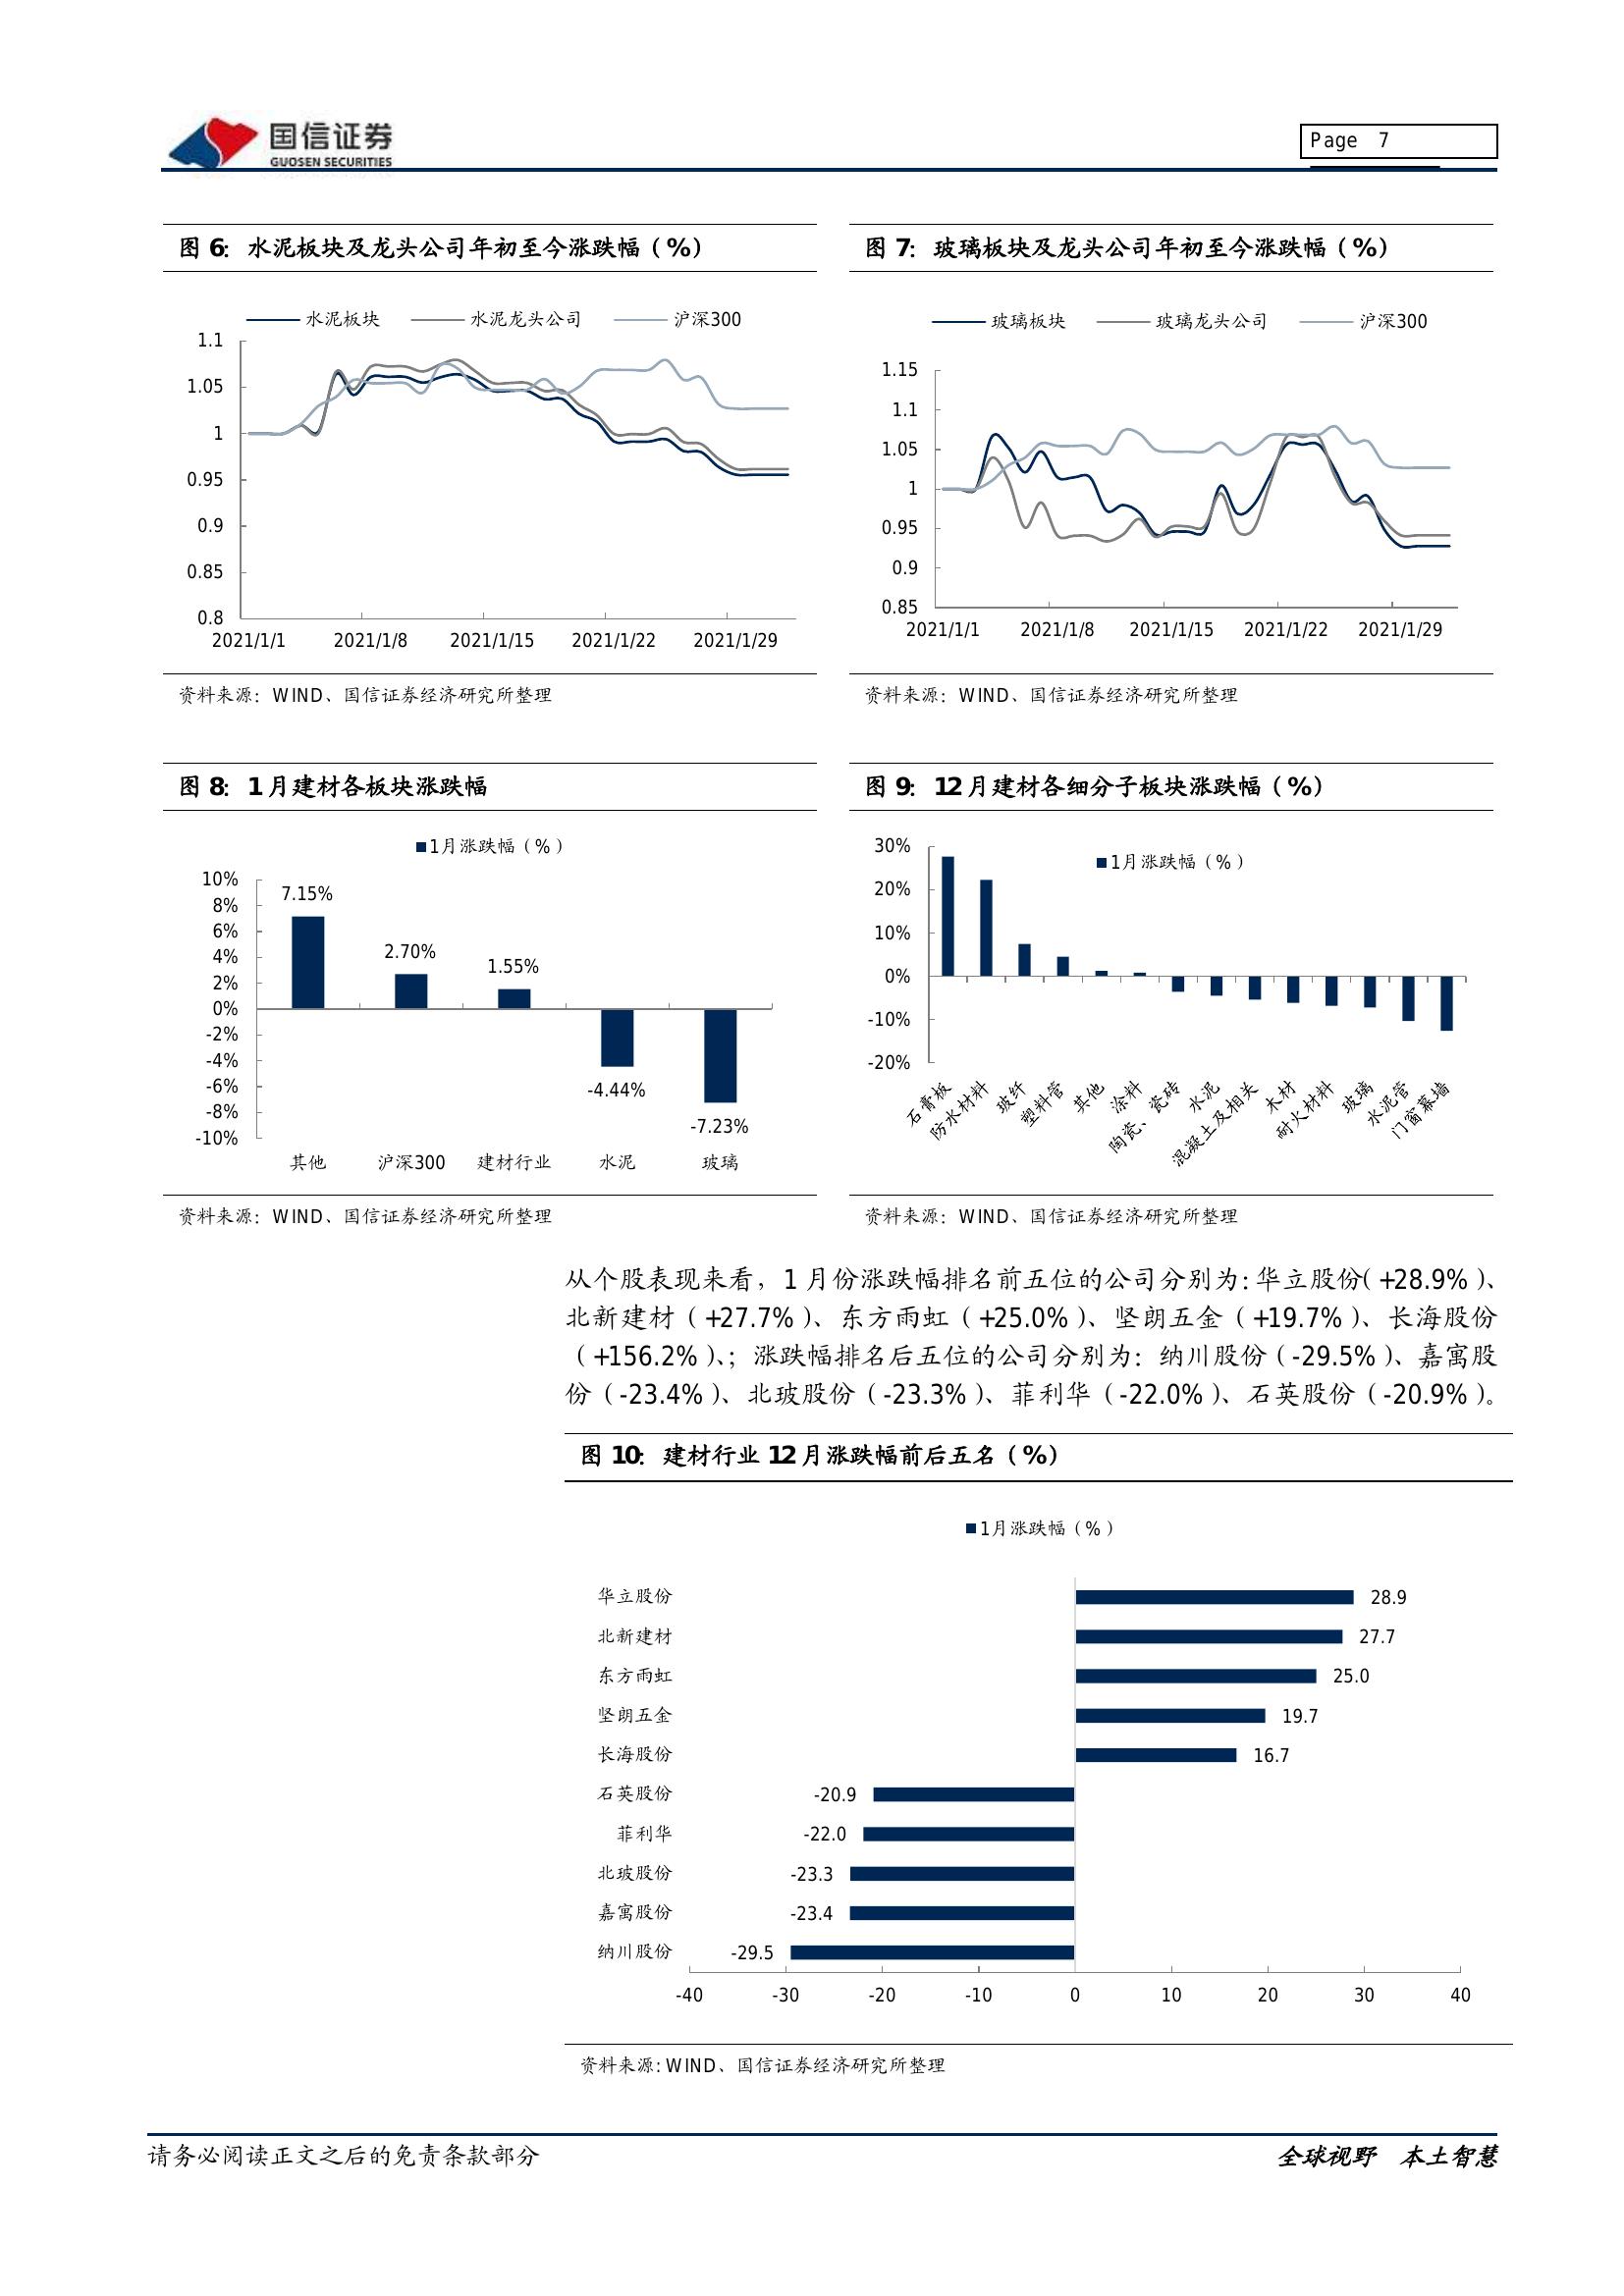 国信证券
GUOSEN SECURITIES
Page 7
图 6：水泥板块及龙头公司年初至今涨跌幅（%）
水泥板块 水泥龙头公司 沪深300
1.1
1.05
1
0.95
0.9
0.85
0.8
2021/1/1 2021/1/8 2021/1/15 2021/1/22 2021/1/29
资料来源：WIND、国信证券经济研究所整理
图 7：玻璃板块及龙头公司年初至今涨跌幅（%）
玻璃板块 玻璃龙头公司 沪深300
1.15
1.1
1.05
1
0.95
0.9
0.85
2021/1/1 2021/1/8 2021/1/15 2021/1/22 2021/1/29
资料来源：WIND、国信证券经济研究所整理
图 8：1 月建材各板块涨跌幅
1月涨跌幅（%）
10%
8%
6%
4%
2%
0%
-2%
-4%
-6%
-8%
-10%
7.15%
2.70%
1.55%
-4.44%
-7.23%
其他 沪深300 建材行业 水泥 玻璃
资料来源：WIND、国信证券经济研究所整理
图 9：12 月建材各细分子板块涨跌幅（%）
1月涨跌幅（%）
30%
20%
10%
0%
-10%
-20%
石膏板 防水材料 玻纤 塑料管 其他 涂料 陶瓷、瓷砖 水泥 混凝土及相关 木材 耐火材料 玻璃 水泥管 门窗幕墙
资料来源：WIND、国信证券经济研究所整理
从个股表现来看，1 月份涨跌幅排名前五位的公司分别为：华立股份（+28.9%）、
北新建材（+27.7%）、东方雨虹（+25.0%）、坚朗五金（+19.7%）、长海股份
（+156.2%）、；涨跌幅排名后五位的公司分别为：纳川股份（-29.5%）、嘉寓股
份（-23.4%）、北玻股份（-23.3%）、菲利华（-22.0%）、石英股份（-20.9%）。
图 10：建材行业 12 月涨跌幅前后五名（%）
1月涨跌幅（%）
华立股份 28.9
北新建材 27.7
东方雨虹 25.0
坚朗五金 19.7
长海股份 16.7
石英股份 -20.9
菲利华 -22.0
北玻股份 -23.3
嘉寓股份 -23.4
纳川股份 -29.5
-40 -30 -20 -10 0 10 20 30 40
资料来源：WIND、国信证券经济研究所整理
请务必阅读正文之后的免责条款部分
全球视野 本土智慧